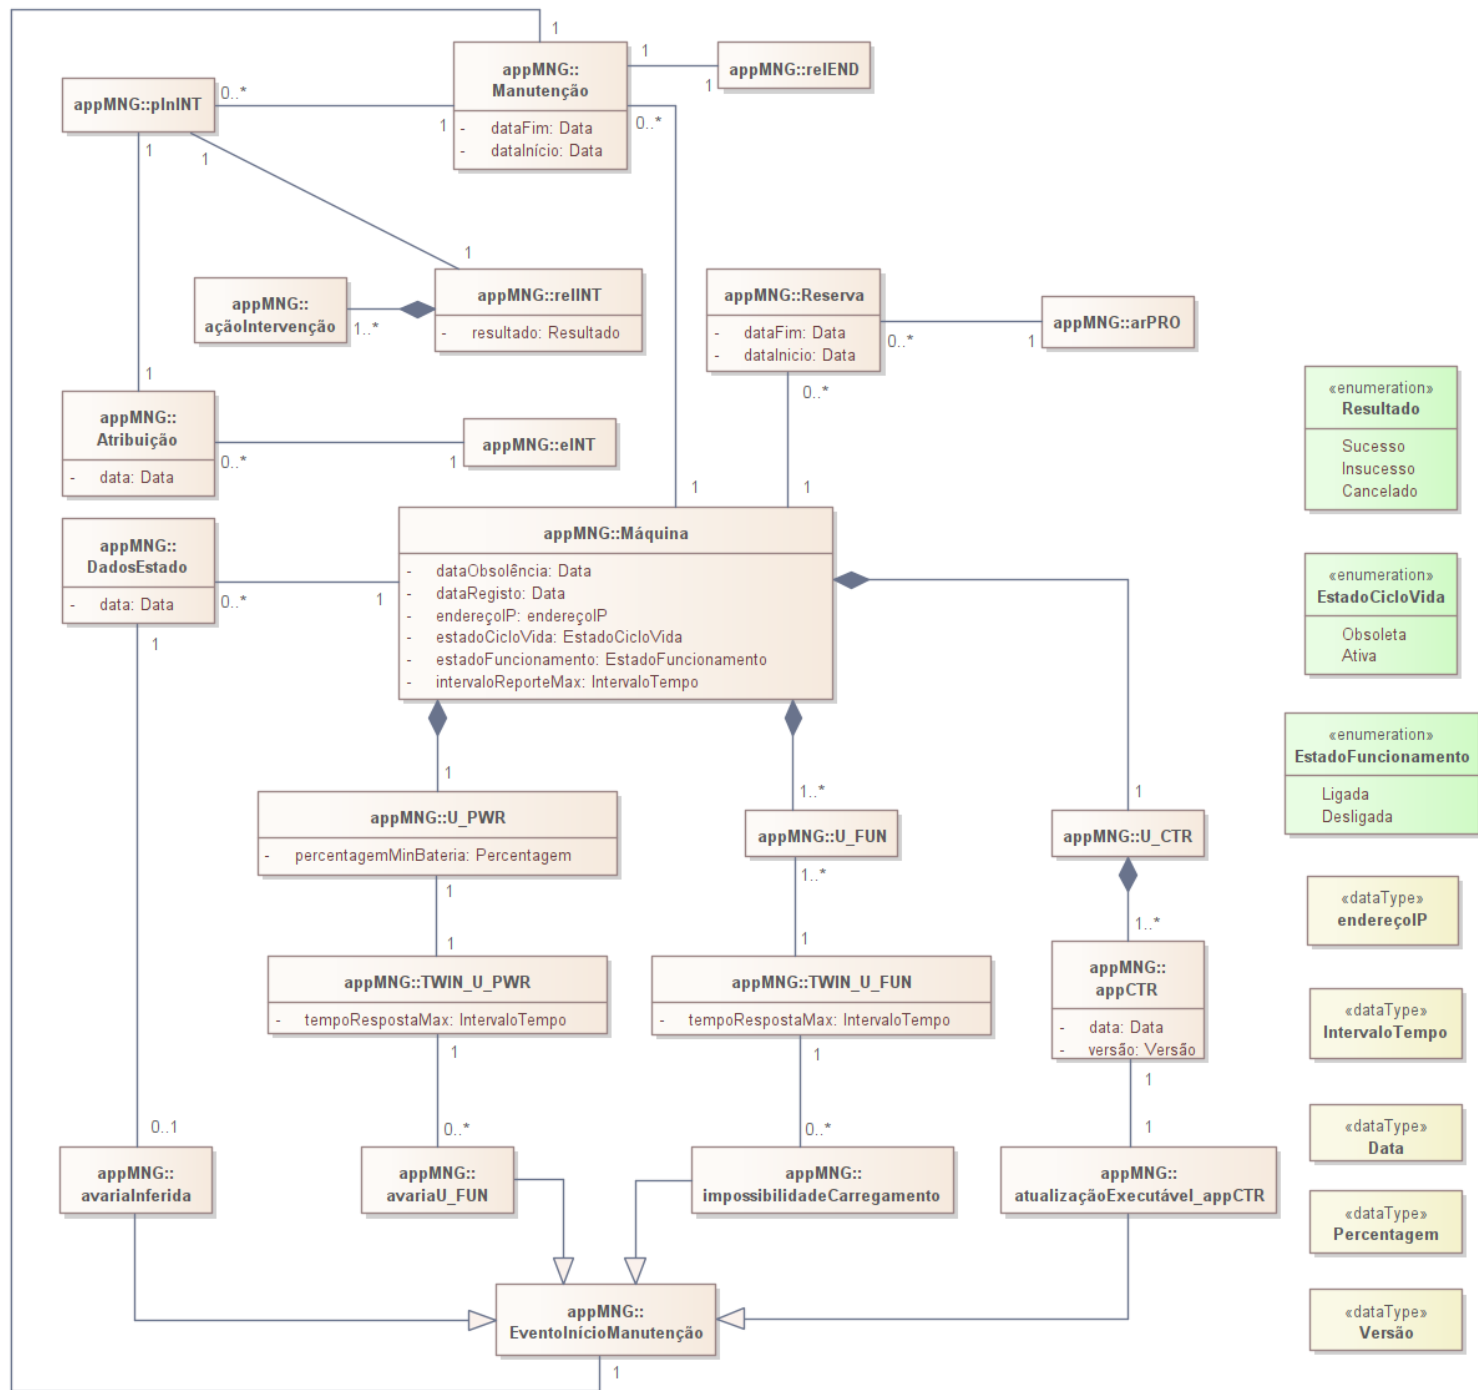 1
appMNG::
Manutenção
- dataFim: Data
- dataInício: Data
1
1
appMNG::relEND
appMNG::plnINT
0..*
1
0..*
1
1
1
1
appMNG::
açãoIntervenção
1..*
appMNG::relINT
- resultado: Resultado
appMNG::Reserva
- dataFim: Data
- dataInicio: Data
0..*
1
appMNG::arPRO
0..*
1
appMNG::
Atribuição
- data: Data
0..*
1
appMNG::eINT
1
1
appMNG::
DadosEstado
- data: Data
0..*
1
1
appMNG::Máquina
- dataObsolência: Data
- dataRegisto: Data
- endereçoIP: endereçoIP
- estadoCicloVida: EstadoCicloVida
- estadoFuncionamento: EstadoFuncionamento
- intervaloReporteMax: IntervaloTempo
1
1..*
1
appMNG::U_PWR
- percentagemMinBateria: Percentagem
appMNG::U_FUN
appMNG::U_CTR
1
1..*
1
1
1..*
appMNG::TWIN_U_PWR
- tempoRespostaMax: IntervaloTempo
appMNG::TWIN_U_FUN
- tempoRespostaMax: IntervaloTempo
appMNG::
appCTR
- data: Data
- versão: Versão
1
1
1
0..1
0..*
0..*
1
appMNG::
avariaInferida
appMNG::
avariaU_FUN
appMNG::
impossibilidadeCarregamento
appMNG::
atualizaçãoExecutável_appCTR
appMNG::
EventoInícioManutenção
1
«enumeration»
Resultado
Sucesso
Insucesso
Cancelado
«enumeration»
EstadoCicloVida
Obsoleta
Ativa
«enumeration»
EstadoFuncionamento
Ligada
Desligada
«dataType»
endereçoIP
«dataType»
IntervaloTempo
«dataType»
Data
«dataType»
Percentagem
«dataType»
Versão